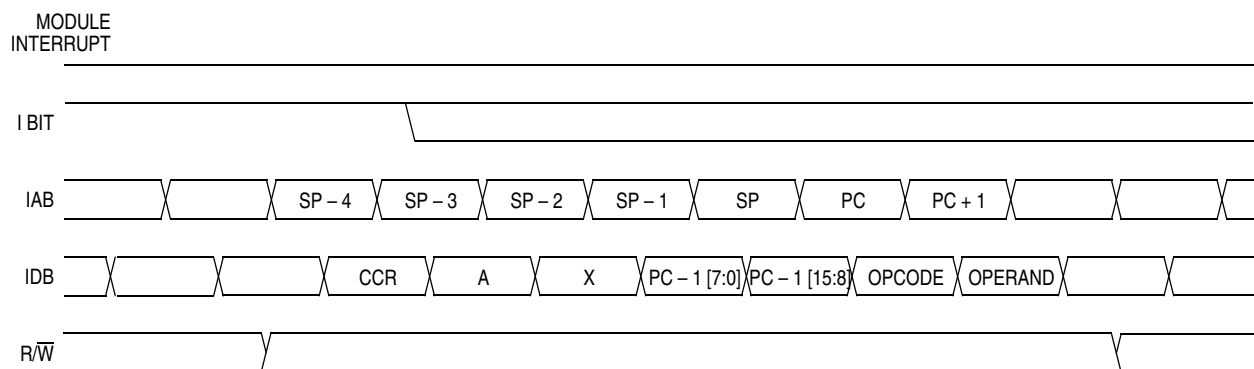 MODULE
INTERRUPT
I BIT
IAB SP – 4 SP – 3 SP – 2 SP – 1 SP PC PC + 1
IDB CCR A X PC – 1 [7:0] PC – 1 [15:8] OPCODE OPERAND
R/W̅